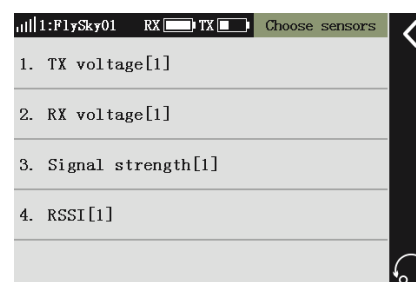 1:FlySky01 RX TX Choose sensors
1. TX voltage[1]
2. RX voltage[1]
3. Signal strength[1]
4. RSSI[1]